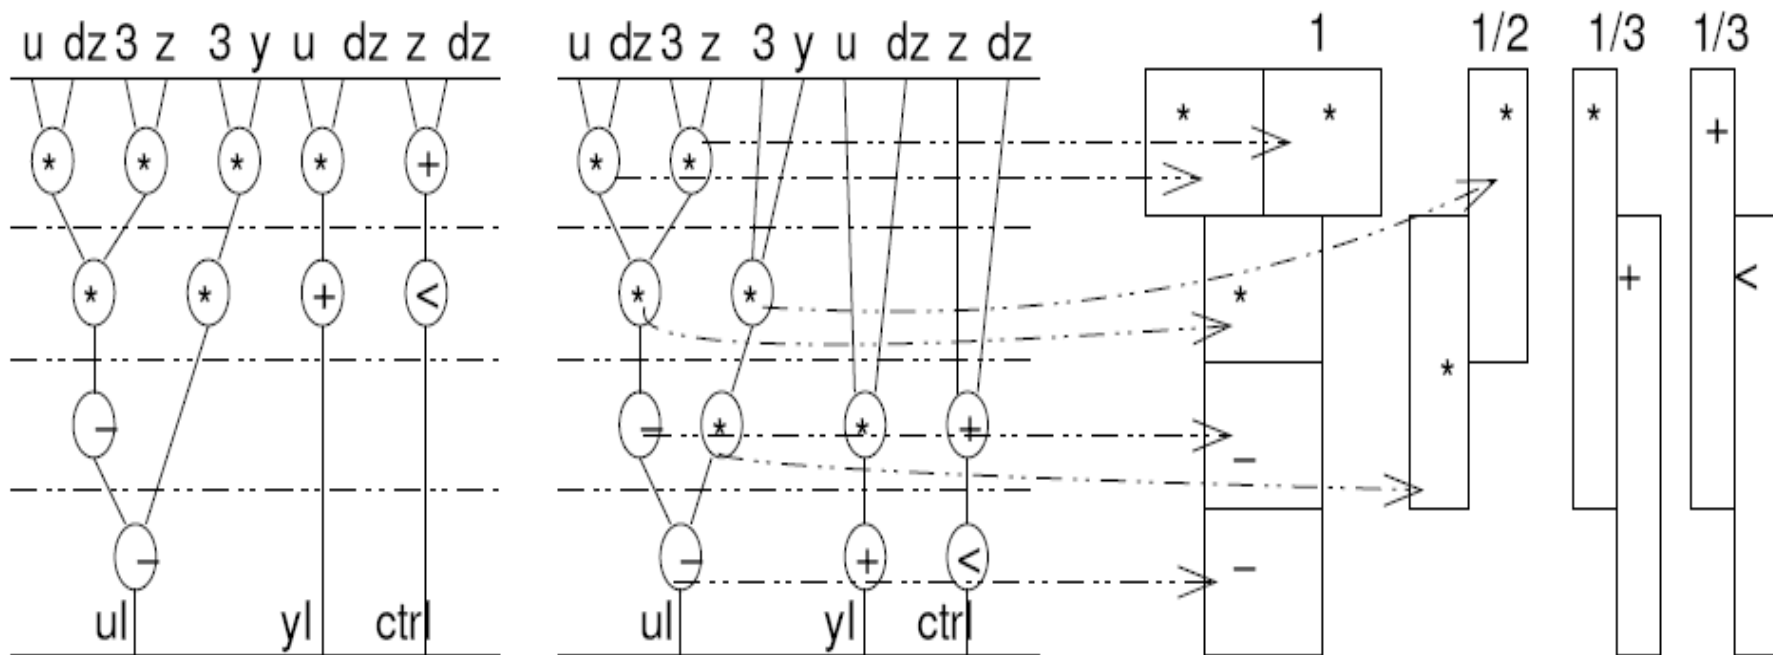 u dz 3 z 3 y u dz z dz
* * * * +
* * + <
-
-
ul yl ctrl
u dz 3 z 3 y u dz z dz
* *
* *
- * * +
- + <
ul yl ctrl
1 1/2 1/3 1/3
* * * * +
* + <
*
-
-